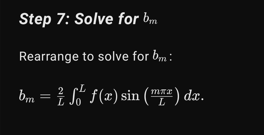 Step 7: Solve for b_m
Rearrange to solve for b_m:
b_m = \frac{2}{L} \int_0^L f(x) \sin\left(\frac{m\pi x}{L}\right) dx.